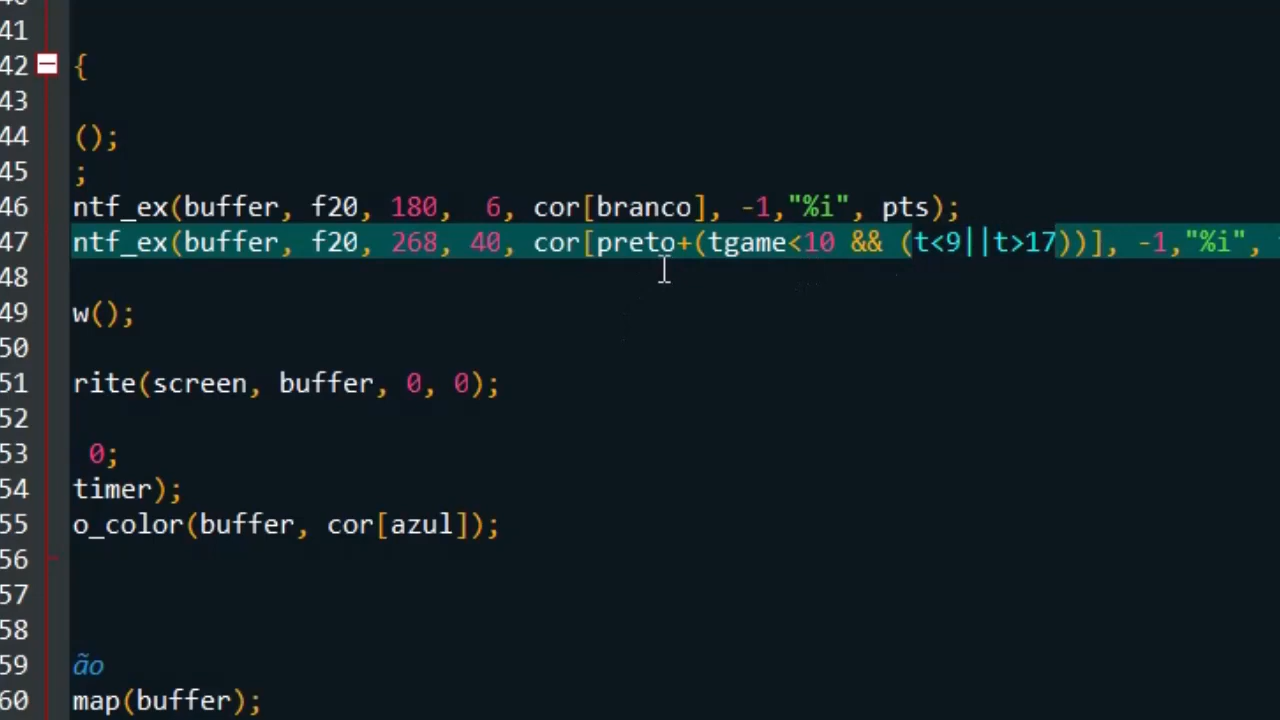 41
42 {
43
44 ();
45 ;
46 ntf_ex(buffer, f20, 180,  6, cor[branco], -1,"%i", pts);
47 ntf_ex(buffer, f20, 268, 40, cor[preto+(tgame<10 && (t<9||t>17))], -1,"%i",
48
49 w();
50
51 rite(screen, buffer, 0, 0);
52
53 0;
54 timer);
55 o_color(buffer, cor[azul]);
56
57
58
59 ão
60 map(buffer);